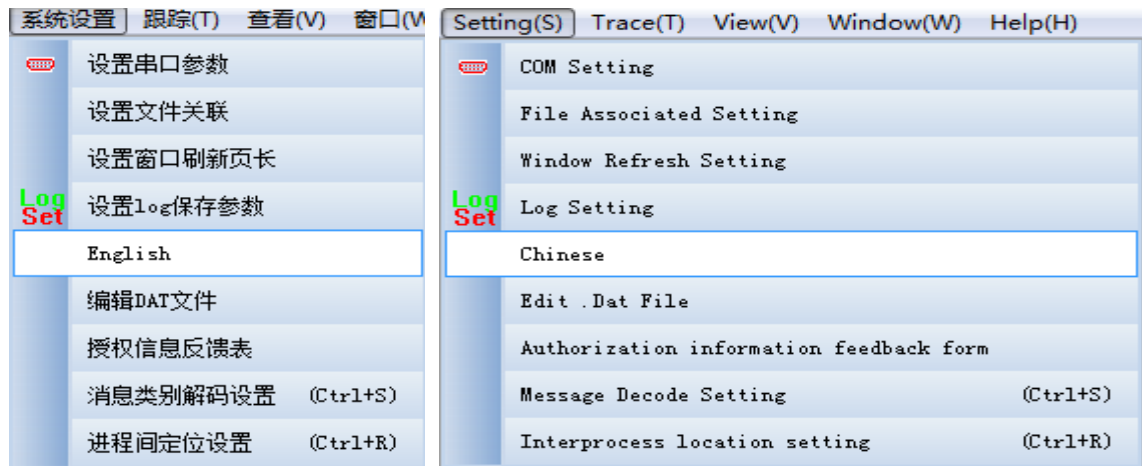 系统设置 跟踪(T) 查看(V) 窗口(W
设置串口参数
设置文件关联
设置窗口刷新页长
Log
Set
设置log保存参数
English
编辑DAT文件
授权信息反馈表
消息类别解码设置 (Ctrl+S)
进程间定位设置 (Ctrl+R)
Setting(S) Trace(T) View(V) Window(W) Help(H)
COM Setting
File Associated Setting
Window Refresh Setting
Log
Set
Log Setting
Chinese
Edit .Dat File
Authorization information feedback form
Message Decode Setting (Ctrl+S)
Interprocess location setting (Ctrl+R)